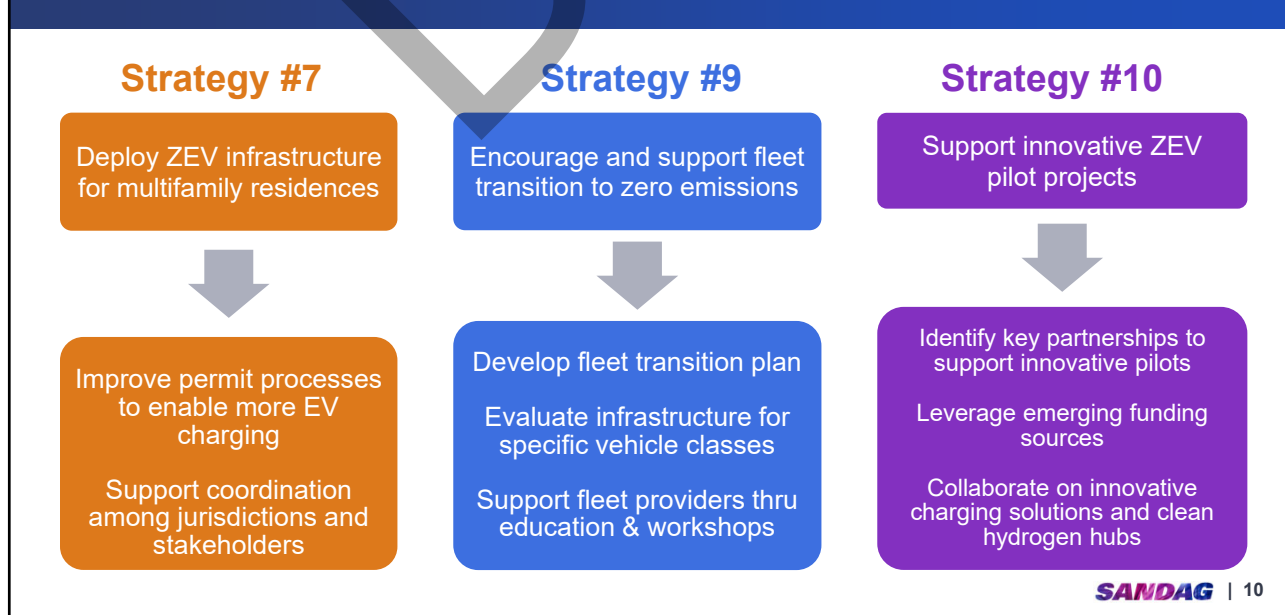 Strategy #7
Deploy ZEV infrastructure
for multifamily residences
Improve permit processes
to enable more EV
charging
Support coordination
among jurisdictions and
stakeholders
Strategy #9
Encourage and support fleet
transition to zero emissions
Develop fleet transition plan
Evaluate infrastructure for
specific vehicle classes
Support fleet providers thru
education & workshops
Strategy #10
Support innovative ZEV
pilot projects
Identify key partnerships to
support innovative pilots
Leverage emerging funding
sources
Collaborate on innovative
charging solutions and clean
hydrogen hubs
SANDAG | 10